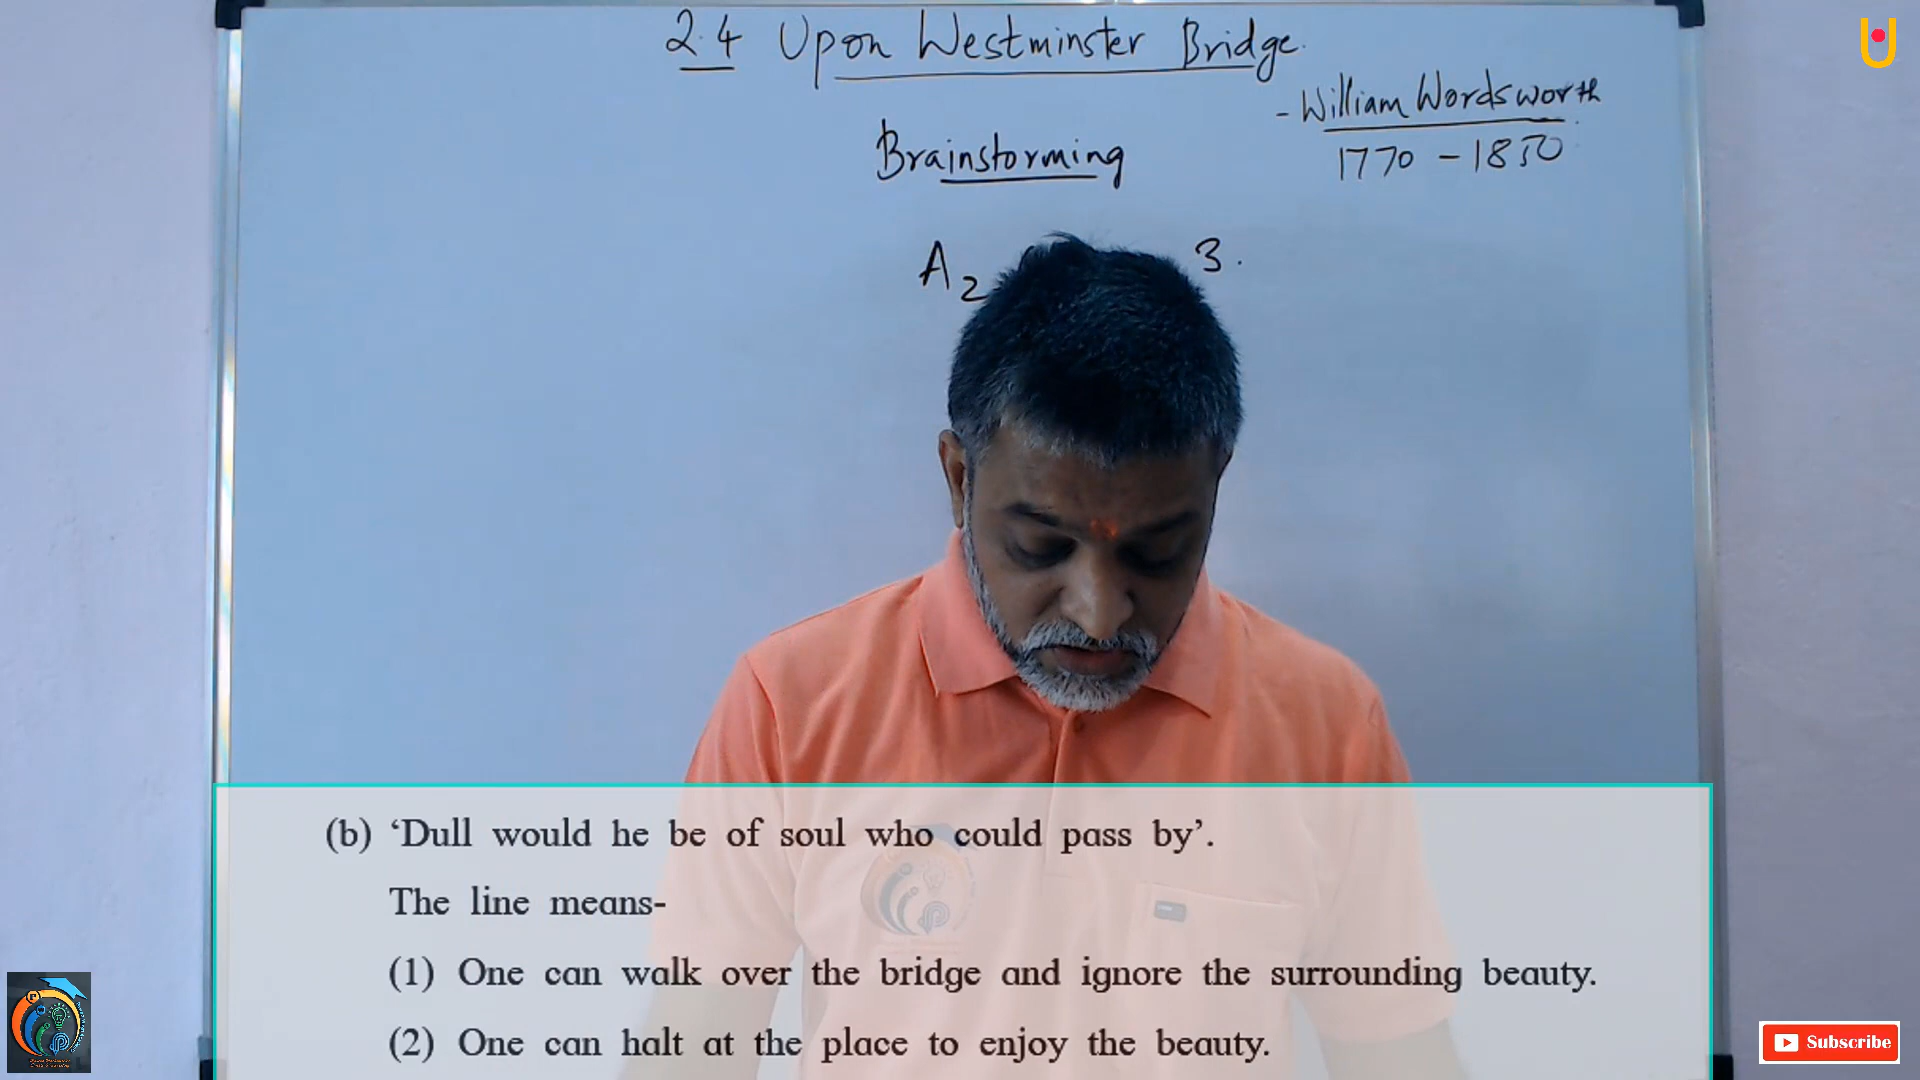 2.4 Upon Westminster Bridge.
- William Wordsworth
1770 - 1850
Brainstorming
A2
3.
(b) ‘Dull would he be of soul who could pass by’.
The line means-
(1) One can walk over the bridge and ignore the surrounding beauty.
(2) One can halt at the place to enjoy the beauty.
Subscribe